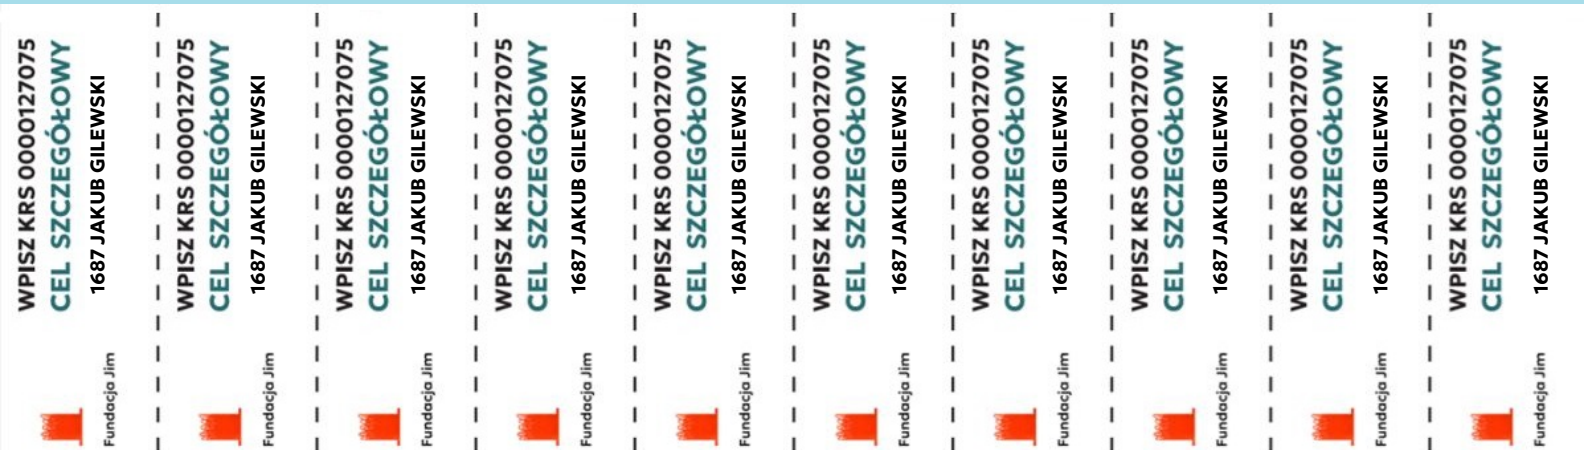 WPISZ KRS 0000127075
CEL SZCZEGÓŁOWY
1687 JAKUB GILEWSKI
Fundacja Jim
WPISZ KRS 0000127075
CEL SZCZEGÓŁOWY
1687 JAKUB GILEWSKI
Fundacja Jim
WPISZ KRS 0000127075
CEL SZCZEGÓŁOWY
1687 JAKUB GILEWSKI
Fundacja Jim
WPISZ KRS 0000127075
CEL SZCZEGÓŁOWY
1687 JAKUB GILEWSKI
Fundacja Jim
WPISZ KRS 0000127075
CEL SZCZEGÓŁOWY
1687 JAKUB GILEWSKI
Fundacja Jim
WPISZ KRS 0000127075
CEL SZCZEGÓŁOWY
1687 JAKUB GILEWSKI
Fundacja Jim
WPISZ KRS 0000127075
CEL SZCZEGÓŁOWY
1687 JAKUB GILEWSKI
Fundacja Jim
WPISZ KRS 0000127075
CEL SZCZEGÓŁOWY
1687 JAKUB GILEWSKI
Fundacja Jim
WPISZ KRS 0000127075
CEL SZCZEGÓŁOWY
1687 JAKUB GILEWSKI
Fundacja Jim
WPISZ KRS 0000127075
CEL SZCZEGÓŁOWY
1687 JAKUB GILEWSKI
Fundacja Jim